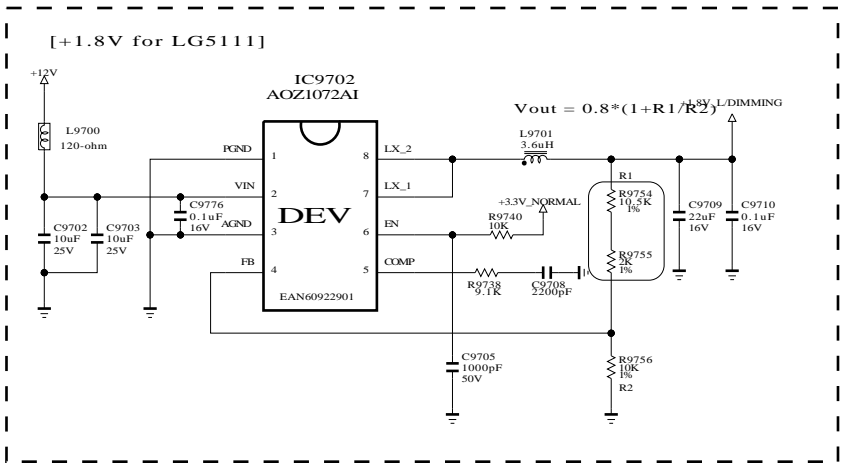 [+1.8V for LG5111]
+12V
L9700
120-ohm
IC9702
AOZ1072AI
Vout = 0.8*(1+R1/R2)
+1.8V_L/DIMMING
L9701
3.6uH
PGND
1
8
LX_2
VIN
2
7
LX_1
AGND
3
6
EN
FB
4
5
COMP
DEV
EAN60922901
C9702
10uF
25V
C9703
10uF
25V
C9776
0.1uF
16V
+3.3V_NORMAL
R9740
10K
R9738
9.1K
C9708
2200pF
R1
R9754
10.5K
1%
R9755
2K
1%
C9709
22uF
16V
C9710
0.1uF
16V
C9705
1000pF
50V
R9756
10K
1%
R2